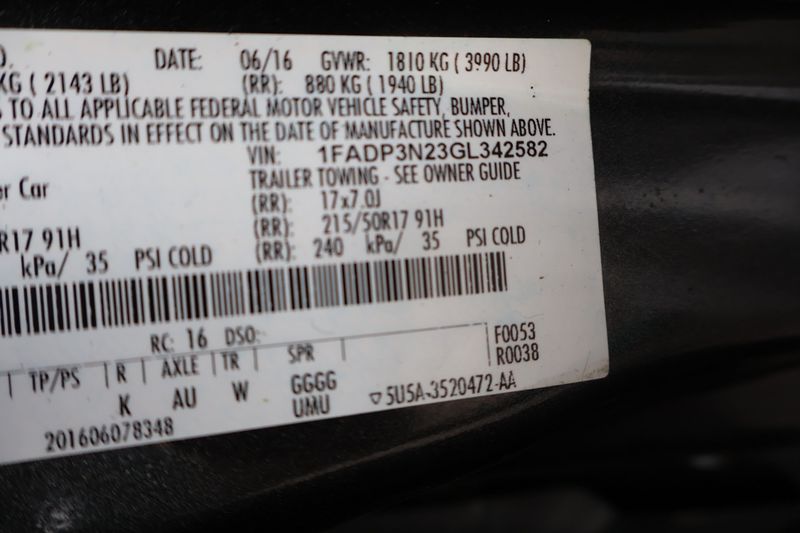 O. DATE: 06/16 GVWR: 1810 KG ( 3990 LB)
KG ( 2143 LB) (RR): 880 KG ( 1940 LB)
S TO ALL APPLICABLE FEDERAL MOTOR VEHICLE SAFETY, BUMPER,
STANDARDS IN EFFECT ON THE DATE OF MANUFACTURE SHOWN ABOVE.
VIN: 1FADP3N23GL342582
er Car TRAILER TOWING - SEE OWNER GUIDE
(RR): 17x7.0J
R17 91H (RR): 215/50R17 91H
kPa/ 35 PSI COLD (RR): 240 kPa/ 35 PSI COLD
RC: 16 DSO: F0053
TP/PS R AXLE TR SPR R0038
K AU W GGGG
UMU 5U5A-3520472-AA
201606078348